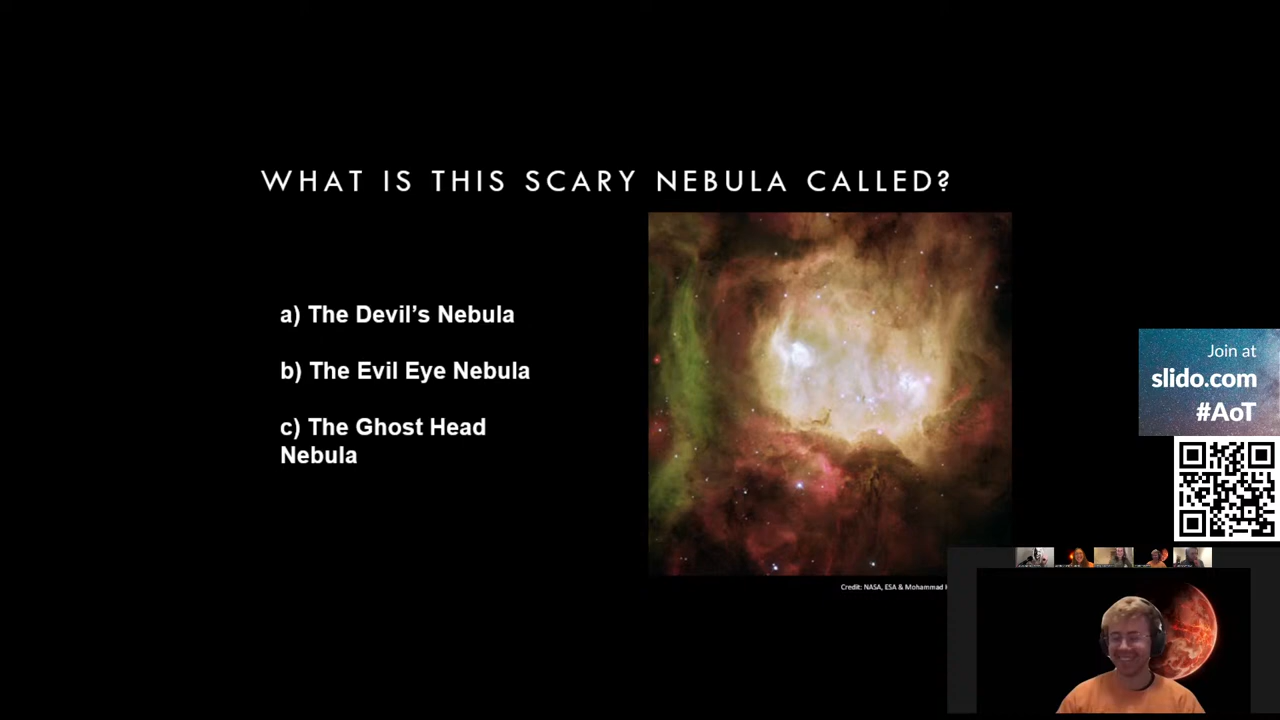 WHAT IS THIS SCARY NEBULA CALLED?
a) The Devil’s Nebula
b) The Evil Eye Nebula
c) The Ghost Head
Nebula
Join at
slido.com
#AoT
Credit: NASA, ESA & Mohammad